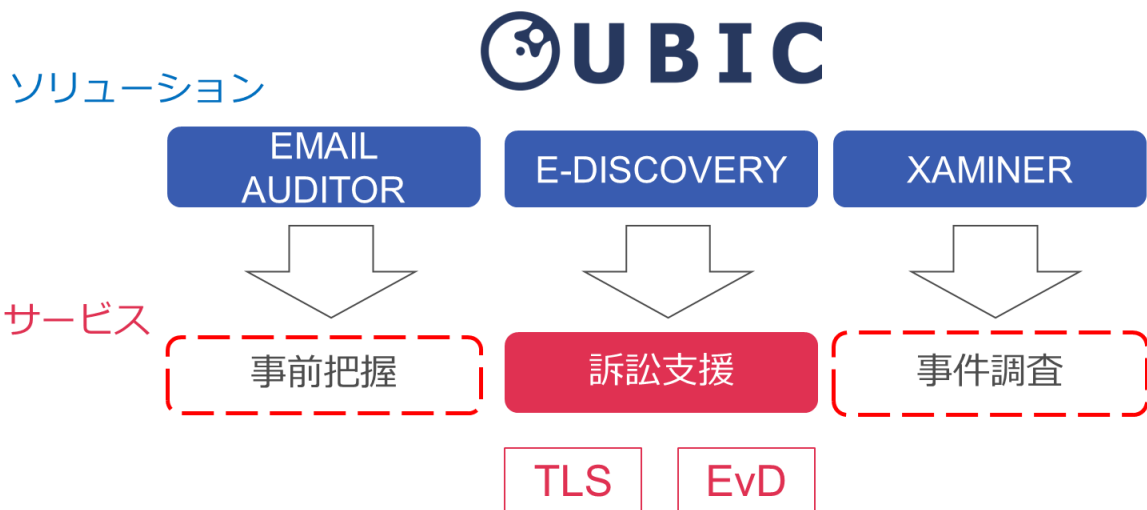 UBIC
ソリューション
EMAIL
AUDITOR
E-DISCOVERY
XAMINER
サービス
事前把握
訴訟支援
事件調査
TLS
EvD